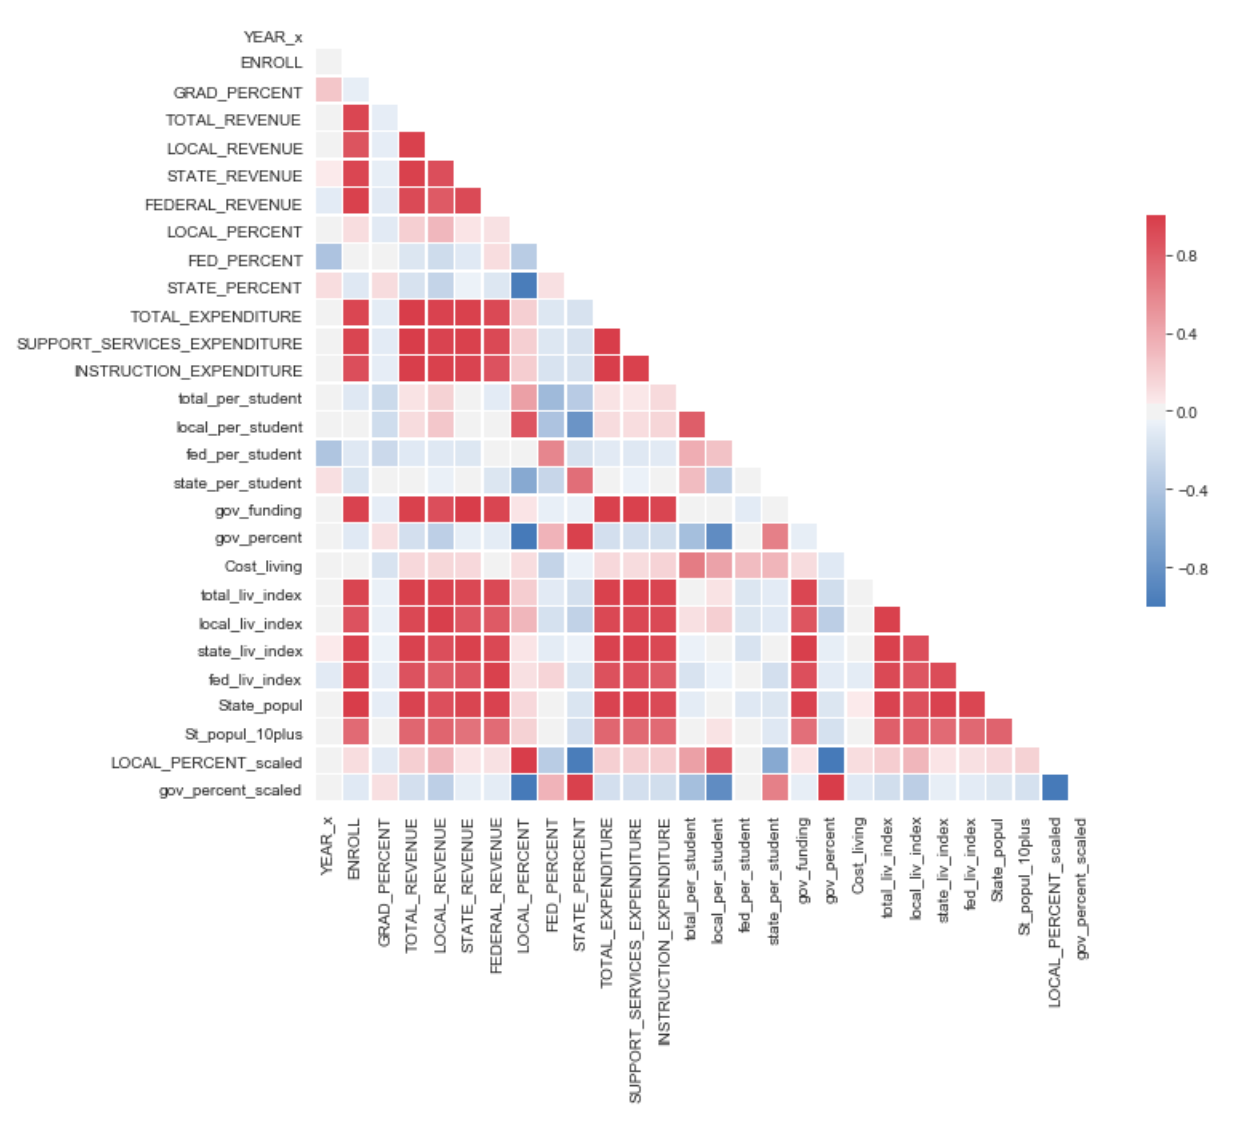 YEAR_x
ENROLL
GRAD_PERCENT
TOTAL_REVENUE
LOCAL_REVENUE
STATE_REVENUE
FEDERAL_REVENUE
LOCAL_PERCENT
FED_PERCENT
STATE_PERCENT
TOTAL_EXPENDITURE
SUPPORT_SERVICES_EXPENDITURE
INSTRUCTION_EXPENDITURE
total_per_student
local_per_student
fed_per_student
state_per_student
gov_funding
gov_percent
Cost_living
total_liv_index
local_liv_index
state_liv_index
fed_liv_index
State_popul
St_popul_10plus
LOCAL_PERCENT_scaled
gov_percent_scaled
YEAR_x
ENROLL
GRAD_PERCENT
TOTAL_REVENUE
LOCAL_REVENUE
STATE_REVENUE
FEDERAL_REVENUE
LOCAL_PERCENT
FED_PERCENT
STATE_PERCENT
TOTAL_EXPENDITURE
SUPPORT_SERVICES_EXPENDITURE
INSTRUCTION_EXPENDITURE
total_per_student
local_per_student
fed_per_student
state_per_student
gov_funding
gov_percent
Cost_living
total_liv_index
local_liv_index
state_liv_index
fed_liv_index
State_popul
St_popul_10plus
LOCAL_PERCENT_scaled
gov_percent_scaled
0.8
0.4
0.0
−0.4
−0.8